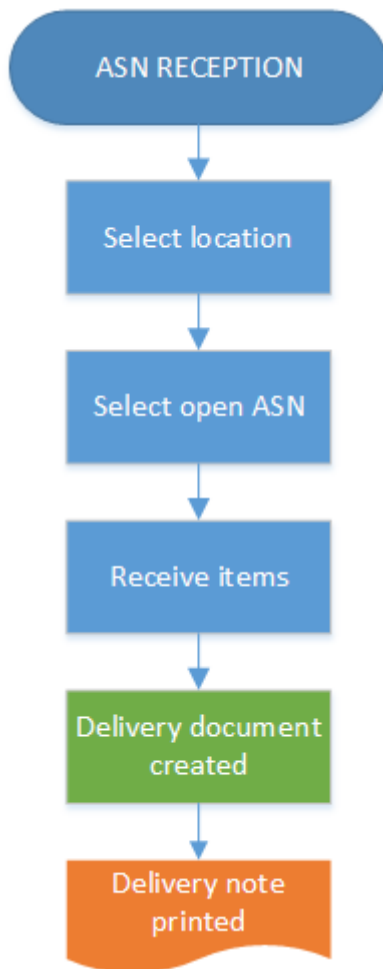 ASN RECEPTION
Select location
Select open ASN
Receive items
Delivery document
created
Delivery note
printed